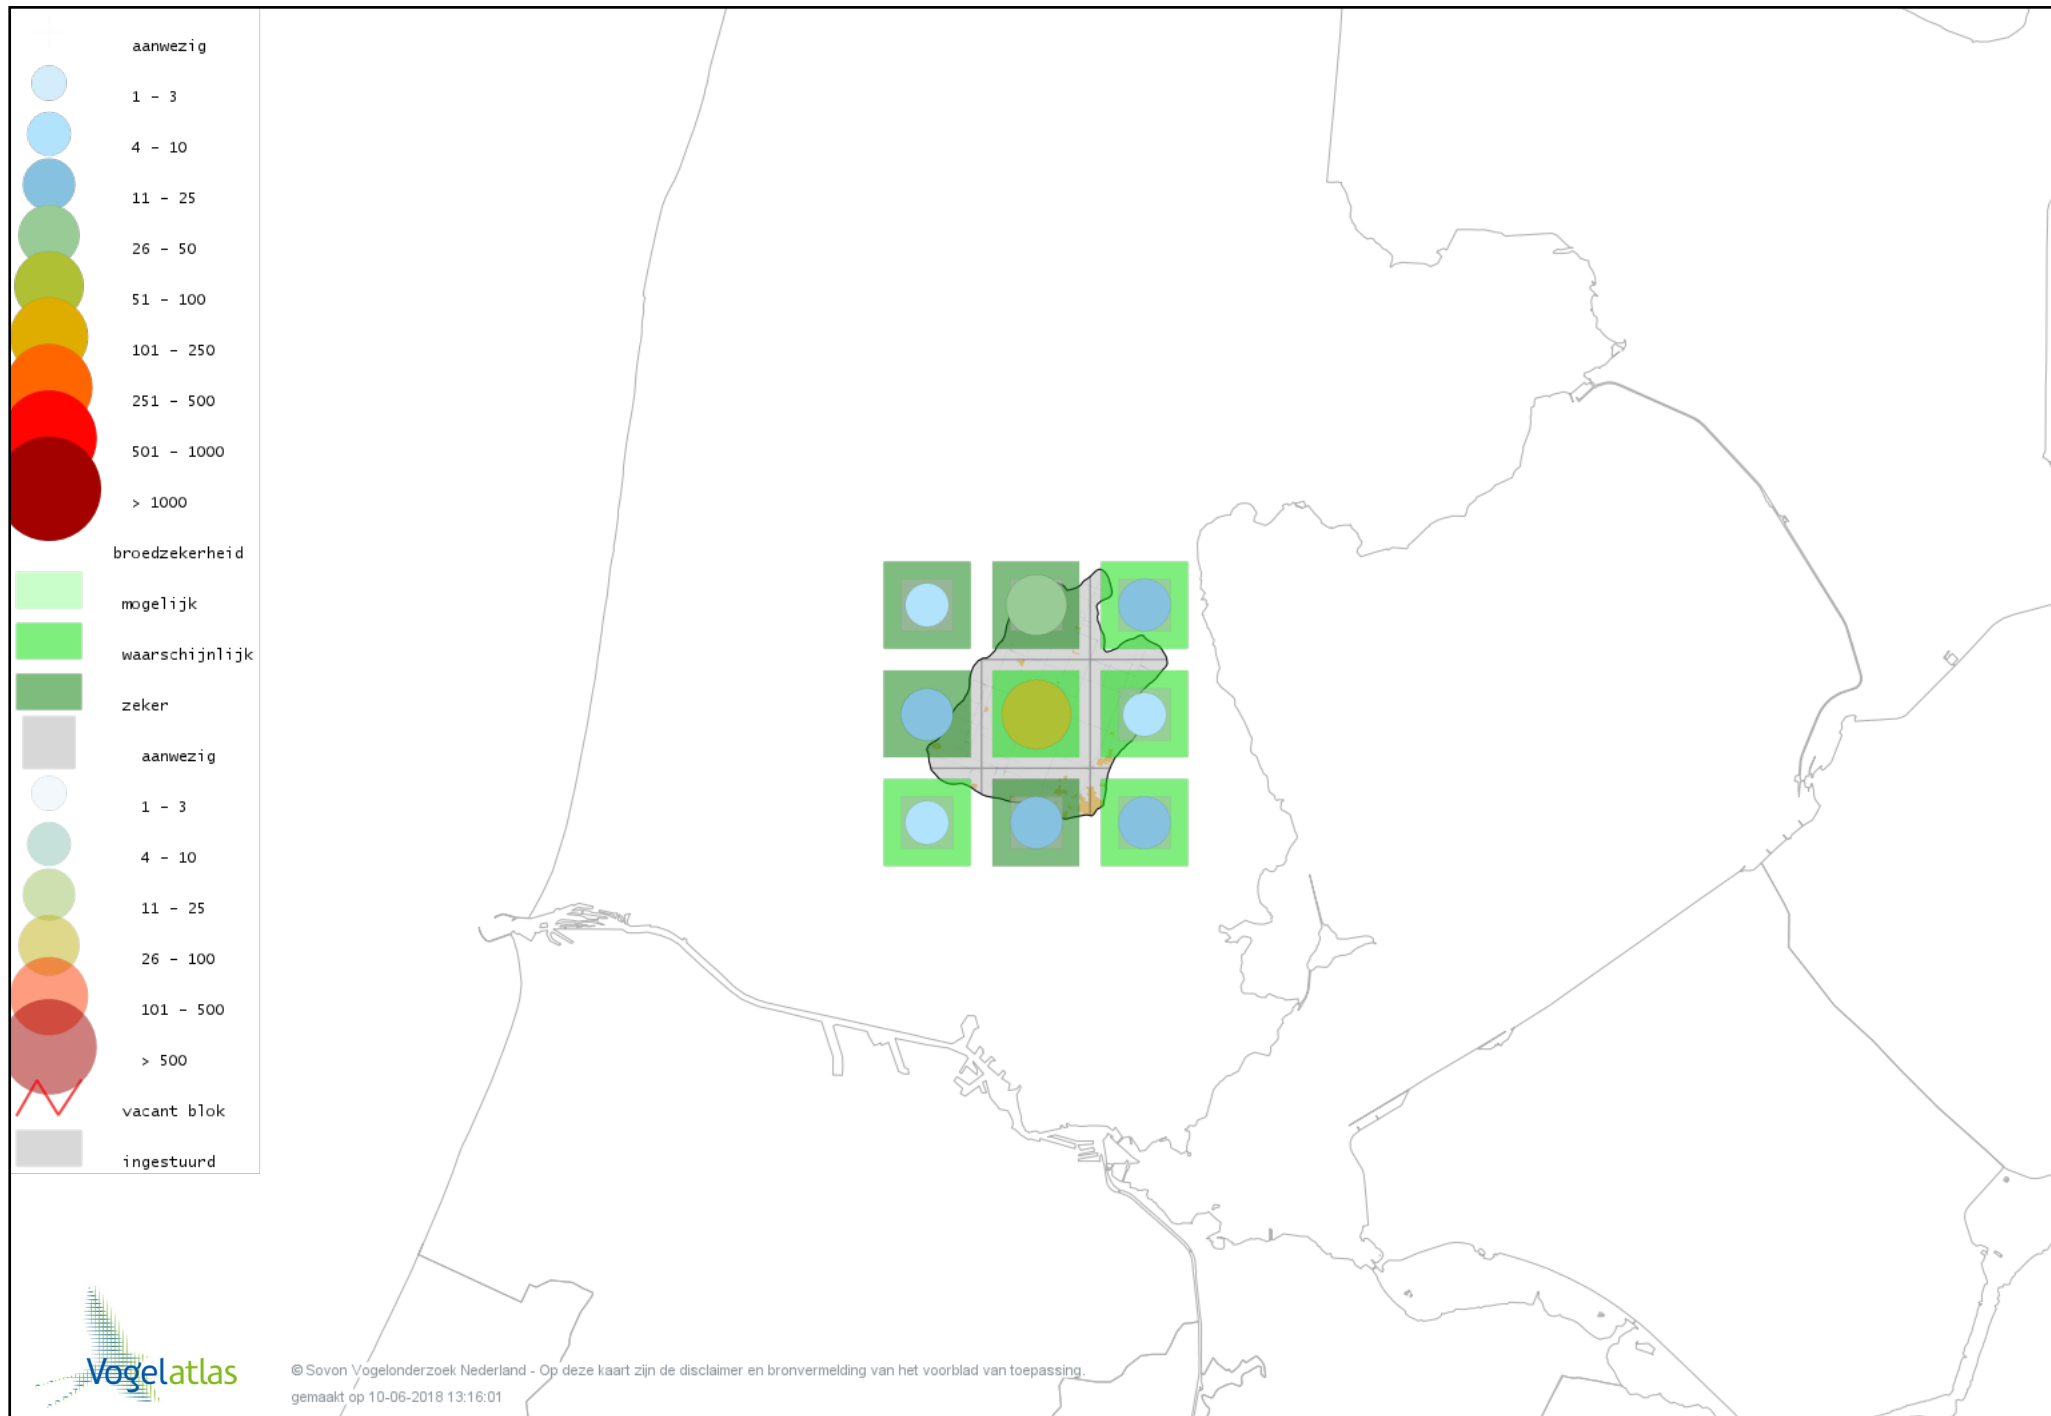 aanwezig
1 - 3
4 - 10
11 - 25
26 - 50
51 - 100
101 - 250
251 - 500
501 - 1000
> 1000
broedzekerheid
mogelijk
waarschijnlijk
zeker
aanwezig
1 - 3
4 - 10
11 - 25
26 - 100
101 - 500
> 500
vacant blok
ingestuurd
Vogelatlas
© Sovon Vogelonderzoek Nederland - Op deze kaart zijn de disclaimer en bronvermelding van het voorblad van toepassing.
gemaakt op 10-06-2018 13:16:01